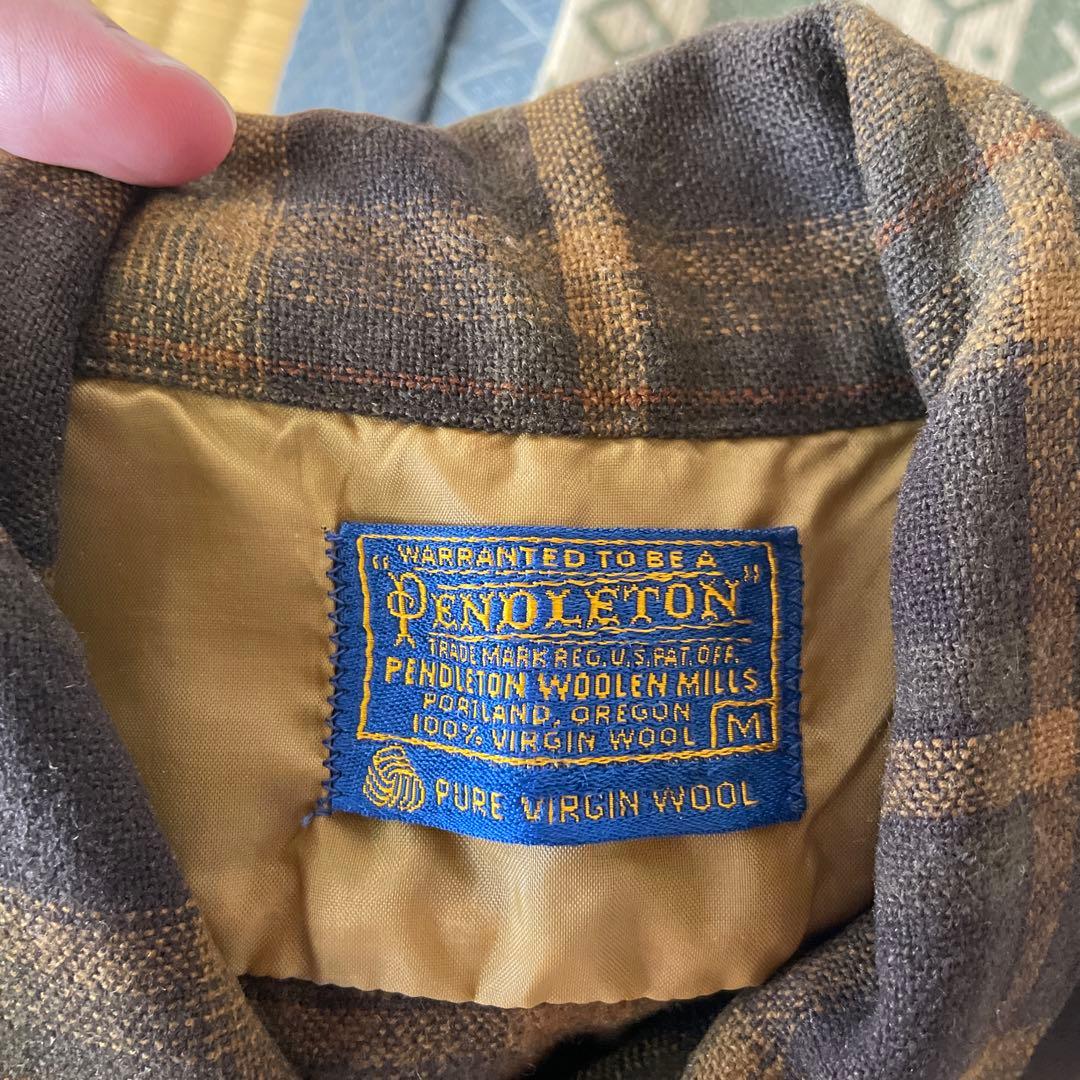 WARRANTED TO BE A
"PENDLETON"
TRADE MARK REG. U.S. PAT. OFF.
PENDLETON WOOLEN MILLS
PORTLAND, OREGON
100% VIRGIN WOOL M
PURE VIRGIN WOOL